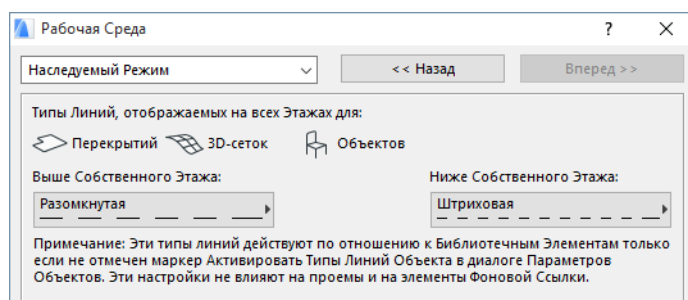 Рабочая Среда
Наследуемый Режим
<< Назад
Вперед >>
Типы Линий, отображаемых на всех Этажах для:
Перекрытий 3D-сеток Объектов
Выше Собственного Этажа: Ниже Собственного Этажа:
Разомкнутая Штриховая
Примечание: Эти типы линий действуют по отношению к Библиотечным Элементам только
если не отмечен маркер Активировать Типы Линий Объекта в диалоге Параметров
Объектов. Эти настройки не влияют на проемы и на элементы Фоновой Ссылки.